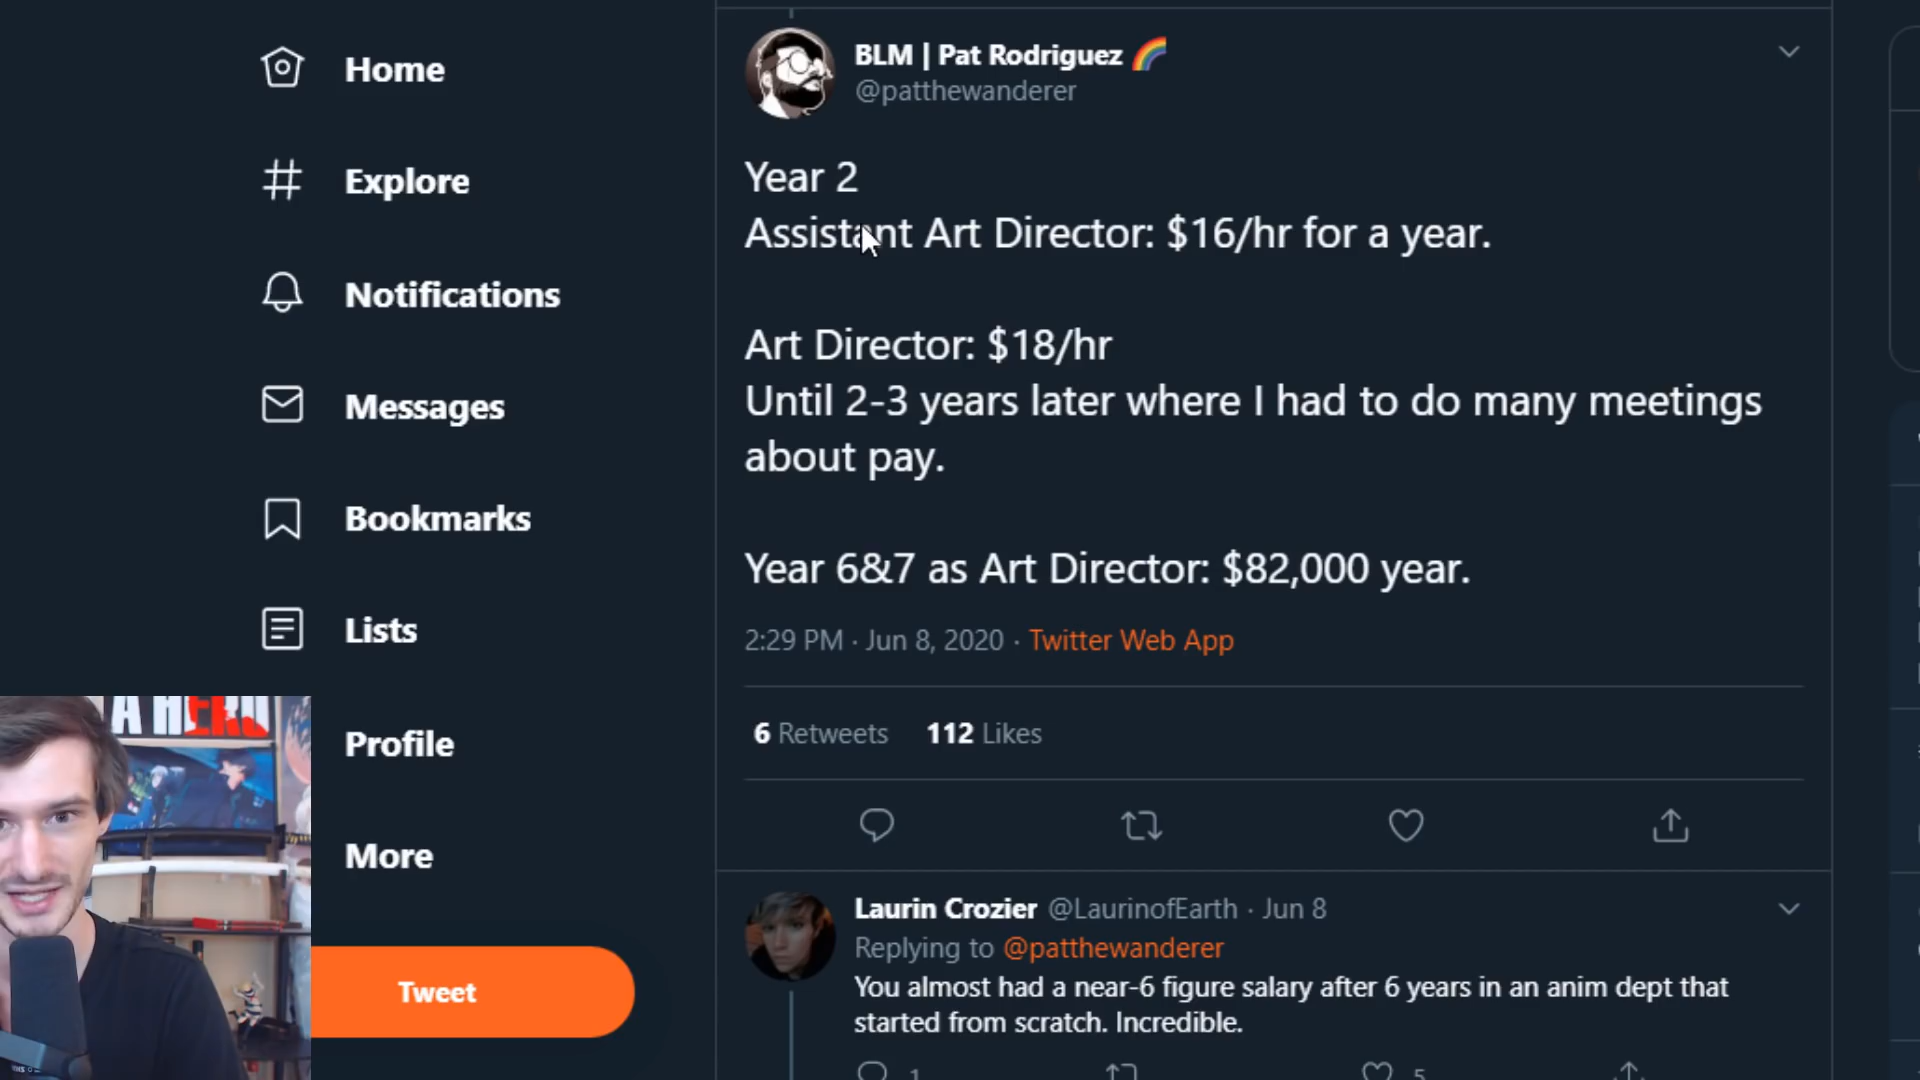 Home
Explore
Notifications
Messages
Bookmarks
Lists
Profile
More
Tweet
BLM | Pat Rodriguez 🌈
@patthewanderer
Year 2
Assistant Art Director: $16/hr for a year.
Art Director: $18/hr
Until 2-3 years later where I had to do many meetings
about pay.
Year 6&7 as Art Director: $82,000 year.
2:29 PM · Jun 8, 2020 · Twitter Web App
6 Retweets 112 Likes
Laurin Crozier @LaurinofEarth · Jun 8
Replying to @patthewanderer
You almost had a near-6 figure salary after 6 years in an anim dept that
started from scratch. Incredible.
1 5
A HERO